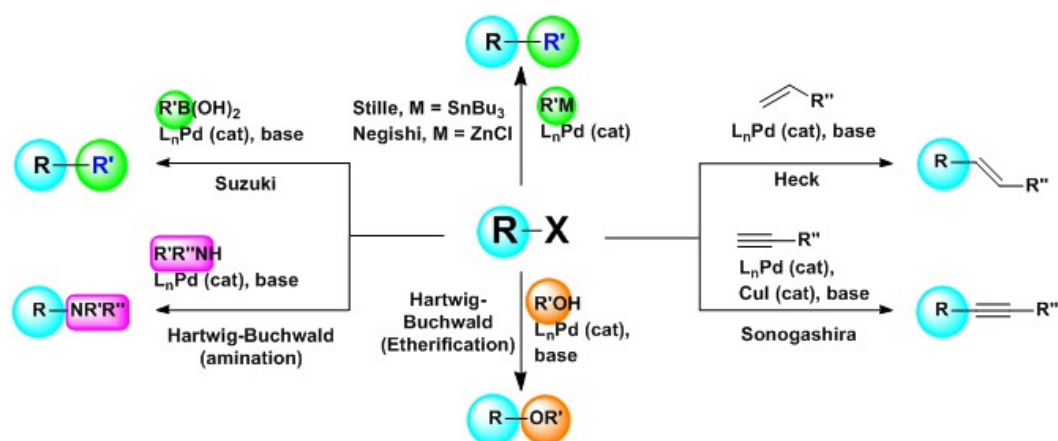 R—R'
R'B(OH)₂
LₙPd (cat), base
R—R'
Suzuki
Stille, M = SnBu₃
Negishi, M = ZnCl
R'M
LₙPd (cat)
R"
LₙPd (cat), base
Heck
R
R"
R—X
R'R"NH
LₙPd (cat), base
R—NR'R"
Hartwig-Buchwald
(amination)
Hartwig-
Buchwald
(Etherification)
R'OH
LₙPd (cat),
base
R—OR'
R"
LₙPd (cat),
CuI (cat), base
Sonogashira
R
R"